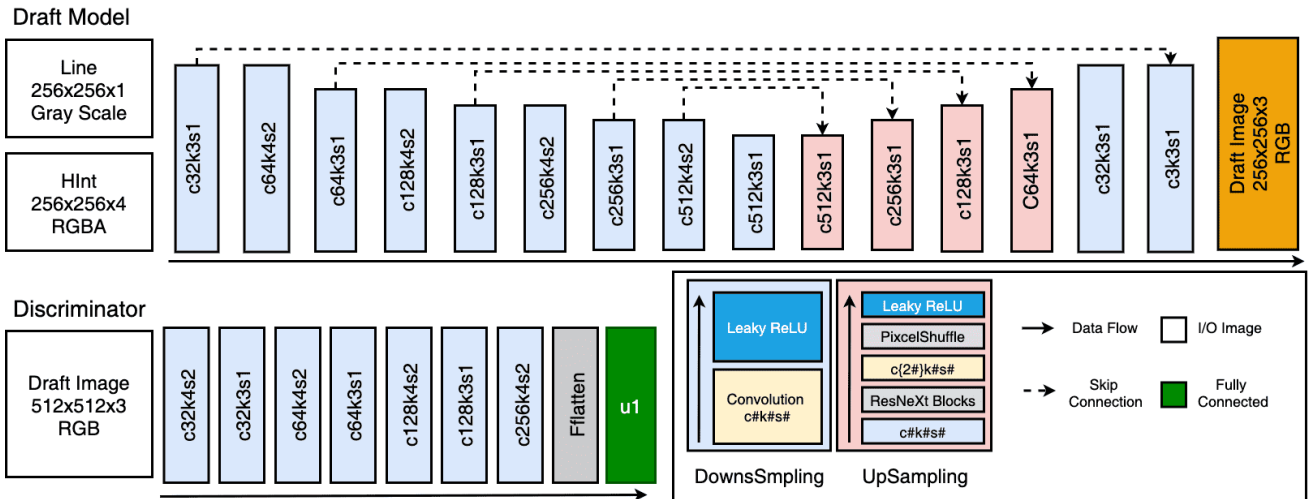 Draft Model
Line
256x256x1
Gray Scale
HInt
256x256x4
RGBA
c32k3s1
c64k4s2
c64k3s1
c128k4s2
c128k3s1
c256k4s2
c256k3s1
c512k4s2
c512k3s1
c512k3s1
c256k3s1
c128k3s1
C64k3s1
c32k3s1
c3k3s1
Draft Image
256x256x3
RGB
Discriminator
Draft Image
512x512x3
RGB
c32k4s2
c32k3s1
c64k4s2
c64k3s1
c128k4s2
c128k3s1
c256k4s2
Fflatten
u1
Leaky ReLU
Convolution
c#k#s#
DownsSmpling
Leaky ReLU
PixcelShuffle
c{2#}k#s#
ResNeXt Blocks
c#k#s#
UpSampling
Data Flow
I/O Image
Skip
Connection
Fully
Connected